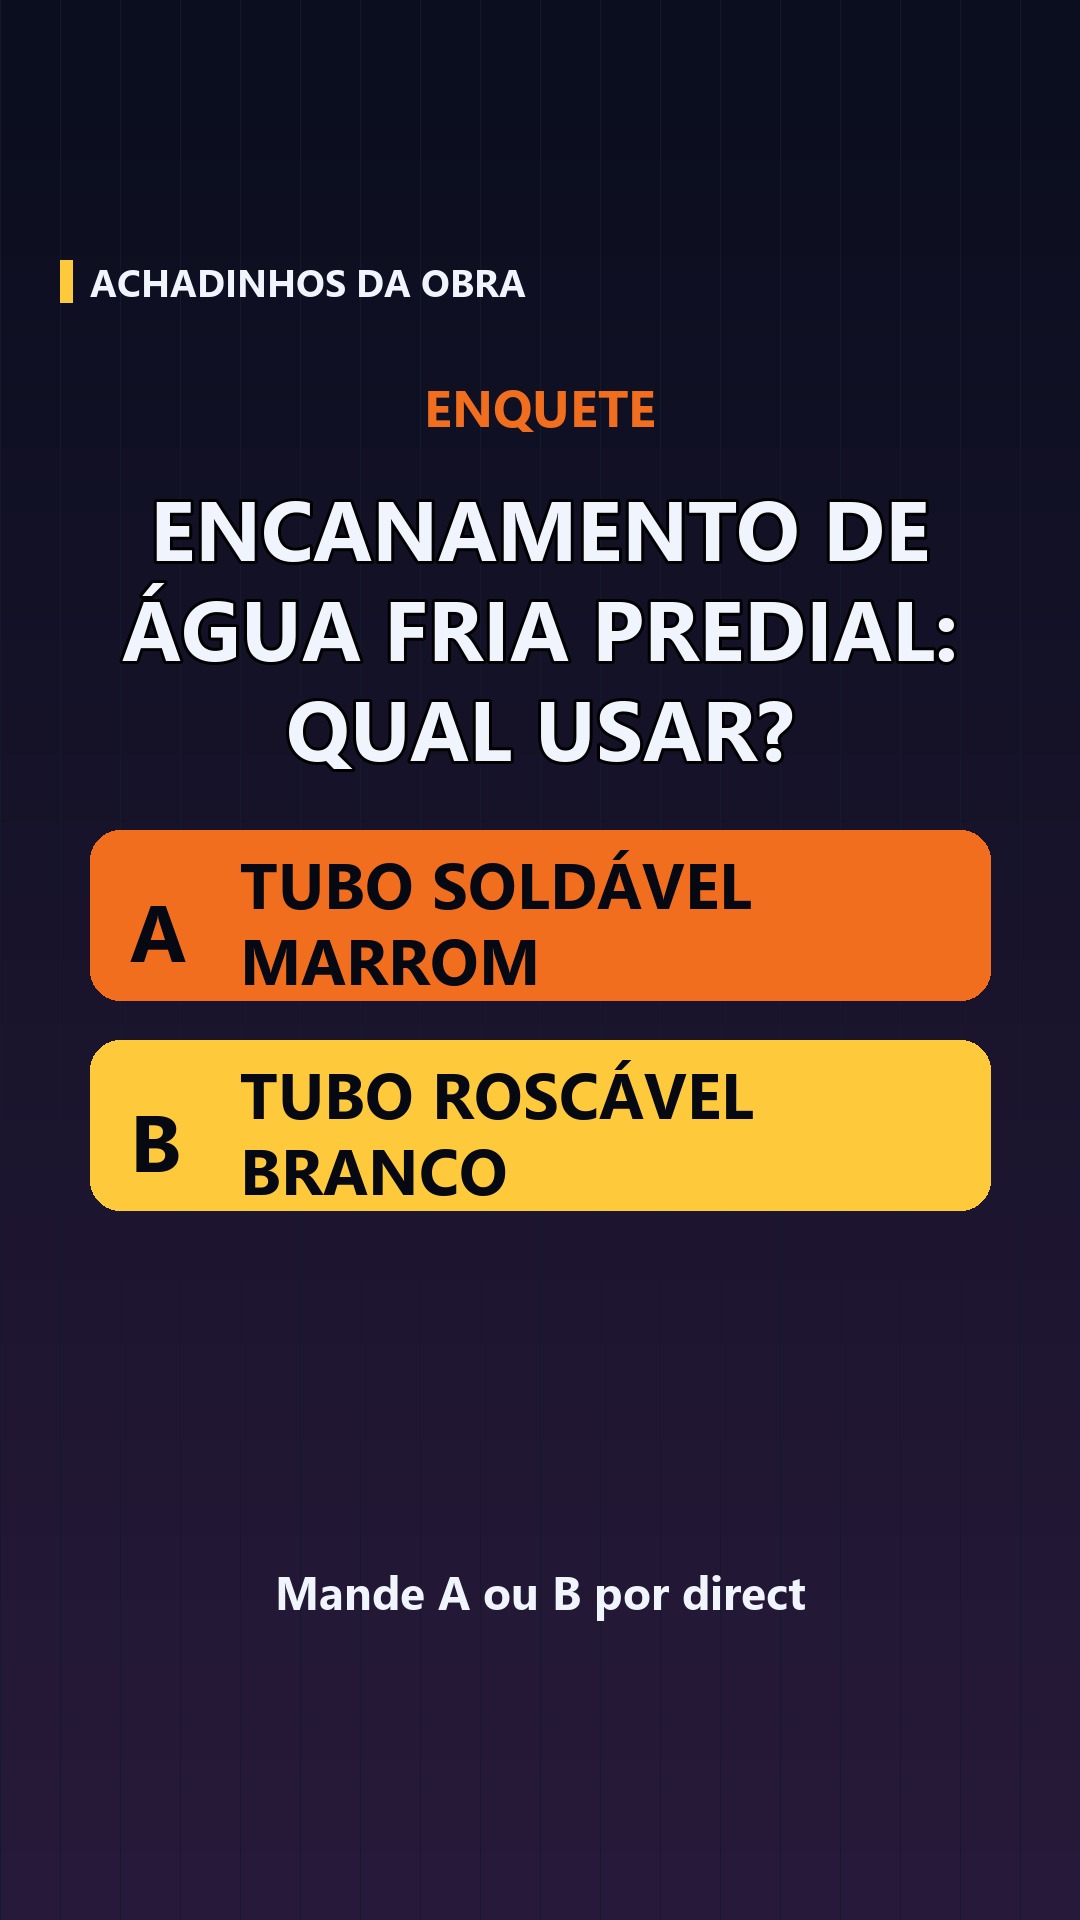 ACHADINHOS DA OBRA
ENQUETE
ENCANAMENTO DE
ÁGUA FRIA PREDIAL:
QUAL USAR?
A
TUBO SOLDÁVEL
MARROM
B
TUBO ROSCÁVEL
BRANCO
Mande A ou B por direct